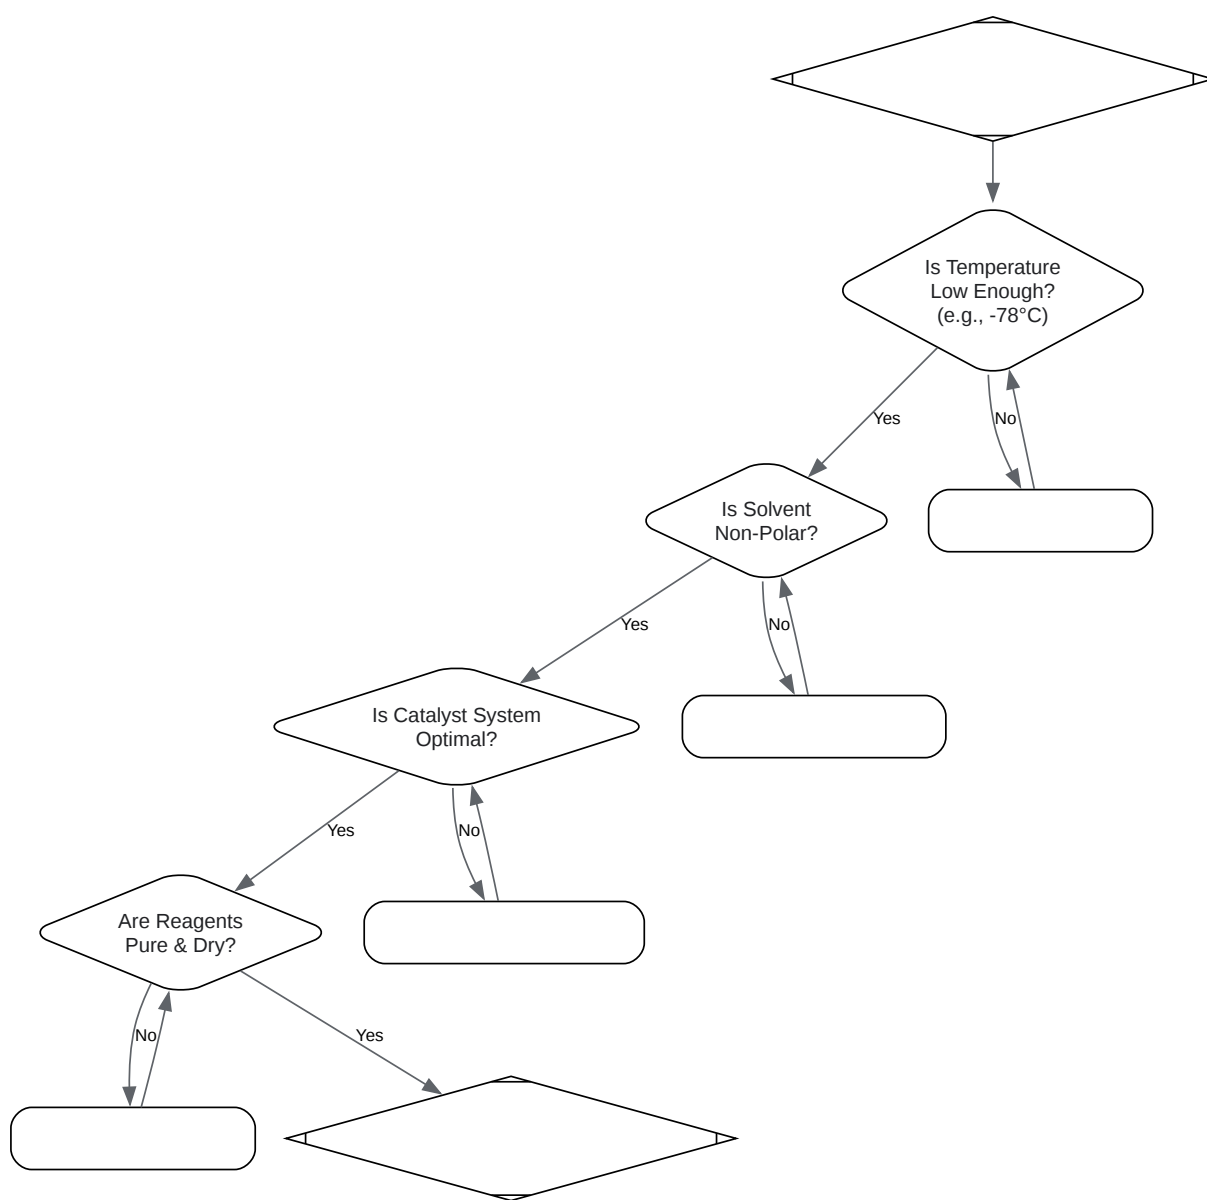 Is Temperature
Low Enough?
(e.g., -78°C)
Yes
No
Is Solvent
Non-Polar?
Yes
No
Is Catalyst System
Optimal?
Yes
No
Are Reagents
Pure & Dry?
No
Yes